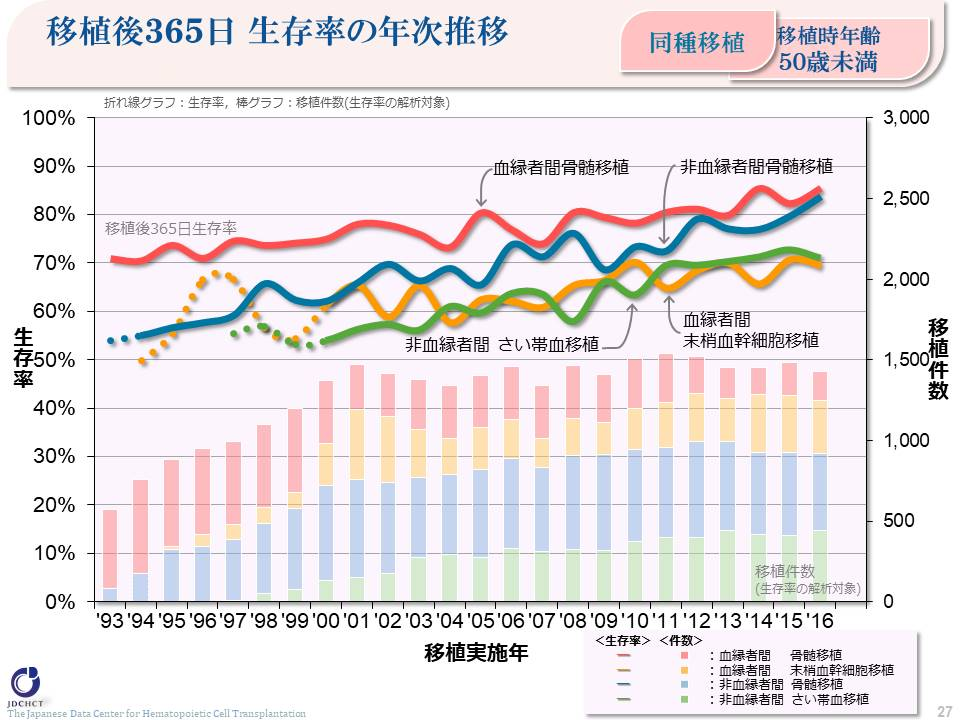 移植後365日 生存率の年次推移
同種移植
移植時年齢
50歳未満
折れ線グラフ：生存率，棒グラフ：移植件数(生存率の解析対象)
100%
90%
80%
70%
60%
50%
40%
30%
20%
10%
0%
3,000
2,500
2,000
1,500
1,000
500
0
生存率
移植件数
血縁者間骨髄移植
非血縁者間骨髄移植
移植後365日生存率
血縁者間
末梢血幹細胞移植
非血縁者間 さい帯血移植
移植件数
(生存率の解析対象)
'93 '94 '95 '96 '97 '98 '99 '00 '01 '02 '03 '04 '05 '06 '07 '08 '09 '10 '11 '12 '13 '14 '15 '16
移植実施年
＜生存率＞ ＜件数＞
：血縁者間 骨髄移植
：血縁者間 末梢血幹細胞移植
：非血縁者間 骨髄移植
：非血縁者間 さい帯血移植
JDCHCT
The Japanese Data Center for Hematopoietic Cell Transplantation
27